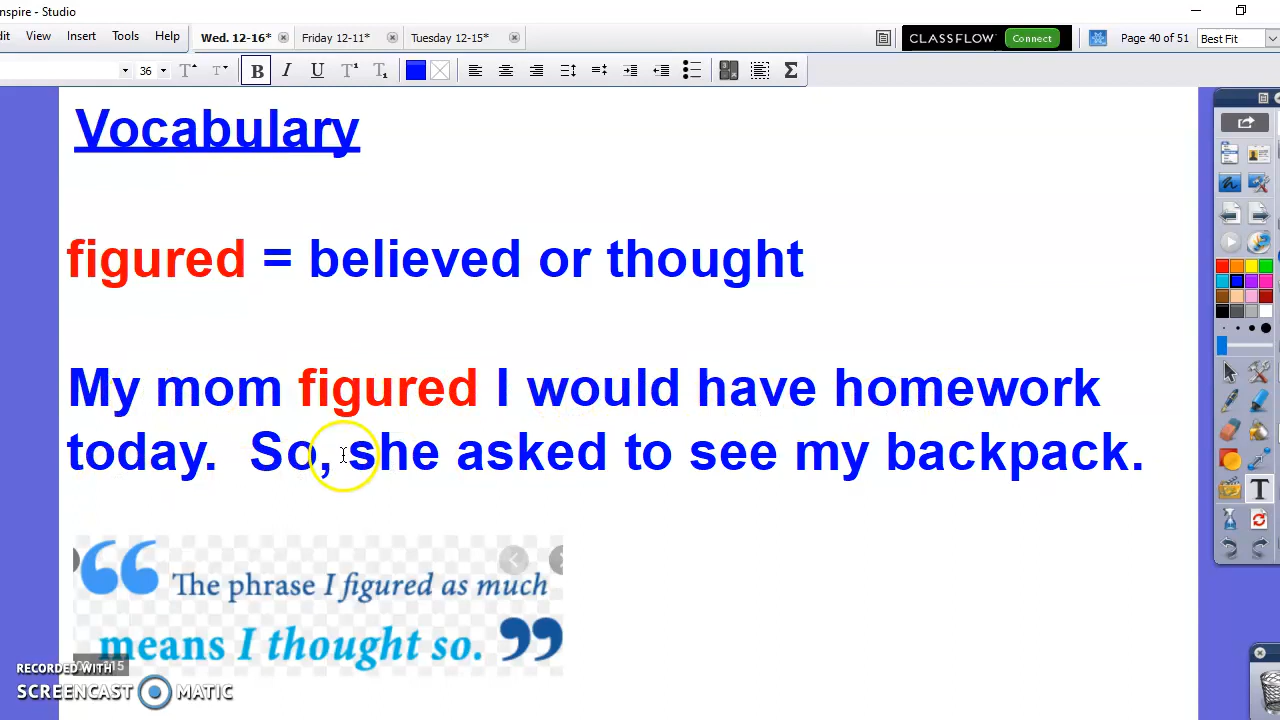 nspire - Studio
dit View Insert Tools Help
Wed. 12-16* Friday 12-11* Tuesday 12-15*
CLASSFLOW Connect
Page 40 of 51 Best Fit
36 B I U
Vocabulary
figured = believed or thought
My mom figured I would have homework
today. So, she asked to see my backpack.
The phrase I figured as much
means I thought so.
RECORDED WITH
SCREENCAST MATIC